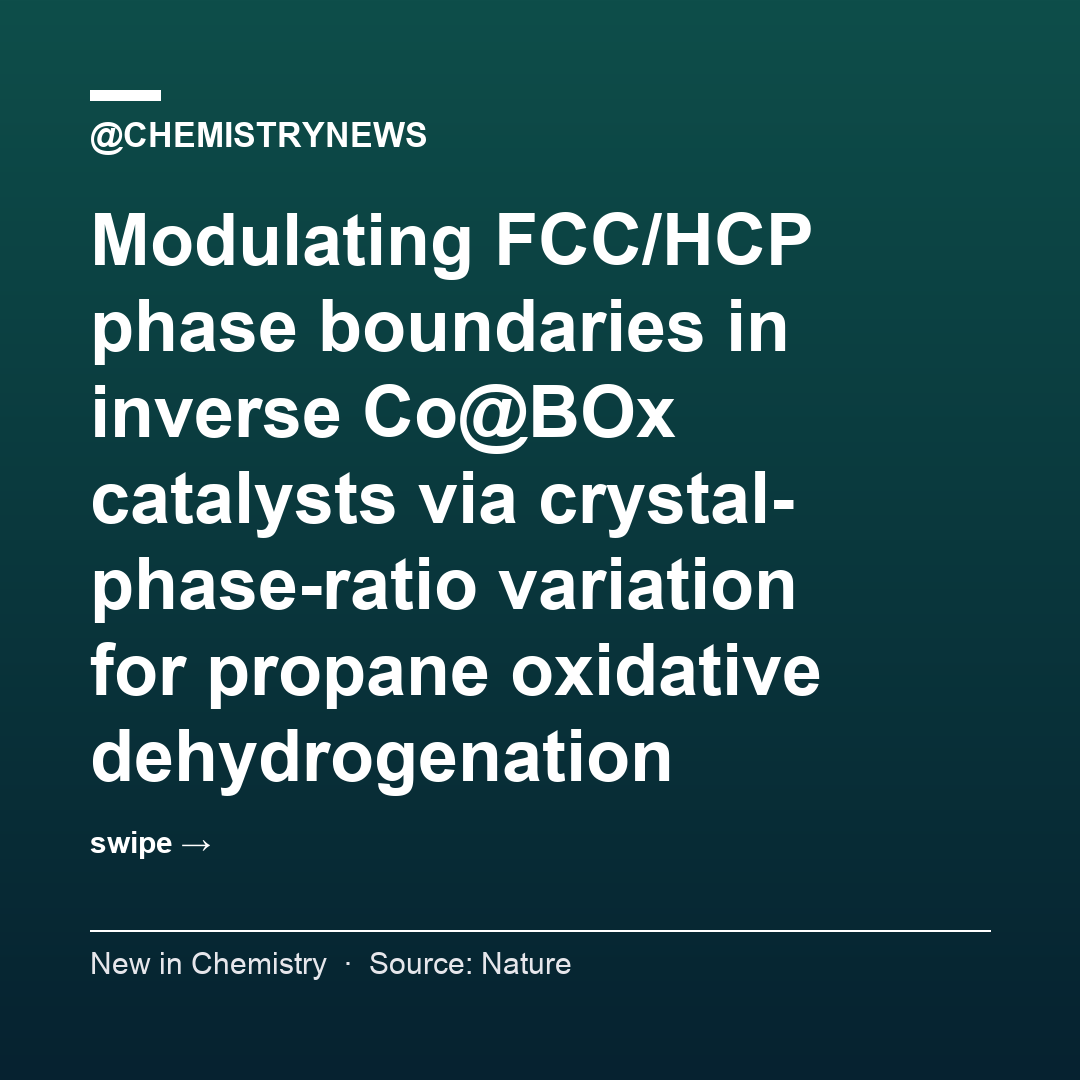 @CHEMISTRYNEWS
Modulating FCC/HCP
phase boundaries in
inverse Co@BOx
catalysts via crystal-
phase-ratio variation
for propane oxidative
dehydrogenation
swipe →
New in Chemistry · Source: Nature